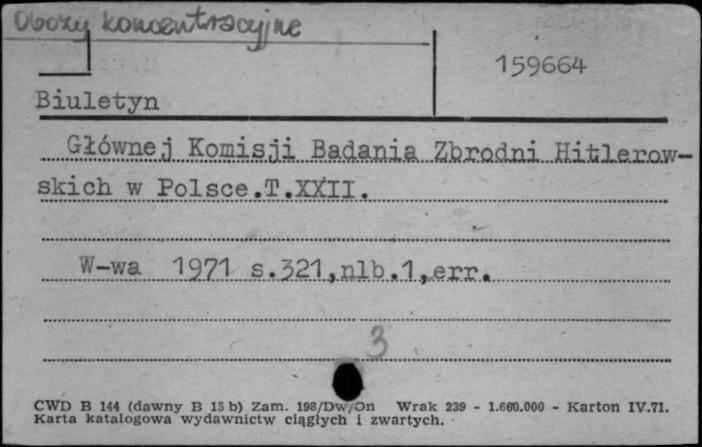 Obozy koncentracyjne
159664
Biuletyn
Głównej Komisji Badania Zbrodni Hitlerow-
skich w Polsce.T.XXII.
W-wa 1971 s.321,nlb.1,err.
3
CWD B 144 (dawny B 15 b) Zam. 198/Dw/On Wrak 239 - 1.660.000 - Karton IV.71.
Karta katalogowa wydawnictw ciągłych i zwartych.